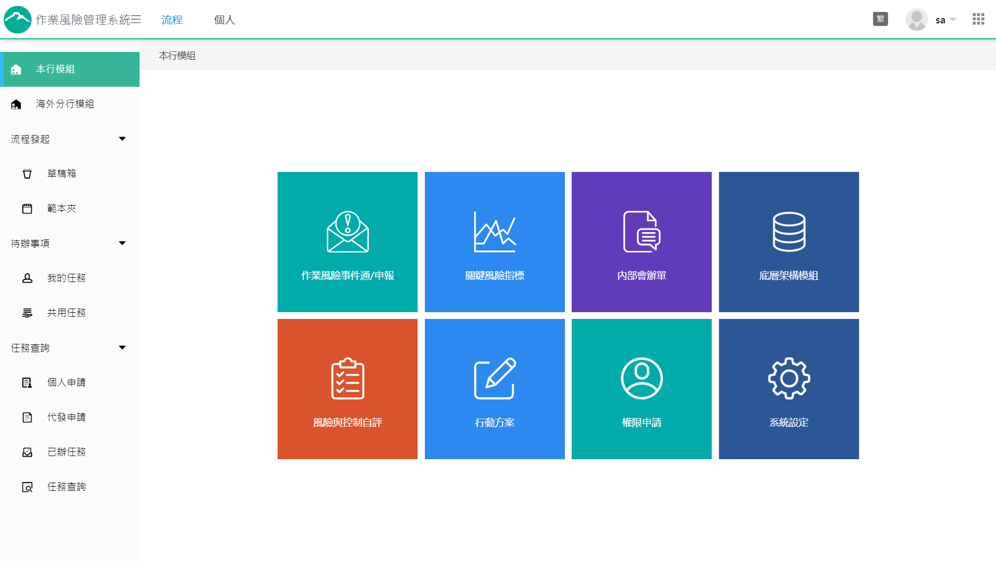 作業風險管理系統
流程
個人
繁
sa
本行模組
本行模組
海外分行模組
流程發起
草稿箱
範本夾
待辦事項
我的任務
共用任務
任務查詢
個人申請
代發申請
已辦任務
任務查詢
作業風險事件通/申報
關鍵風險指標
內部會辦單
底層架構模組
風險與控制自評
行動方案
權限申請
系統設定